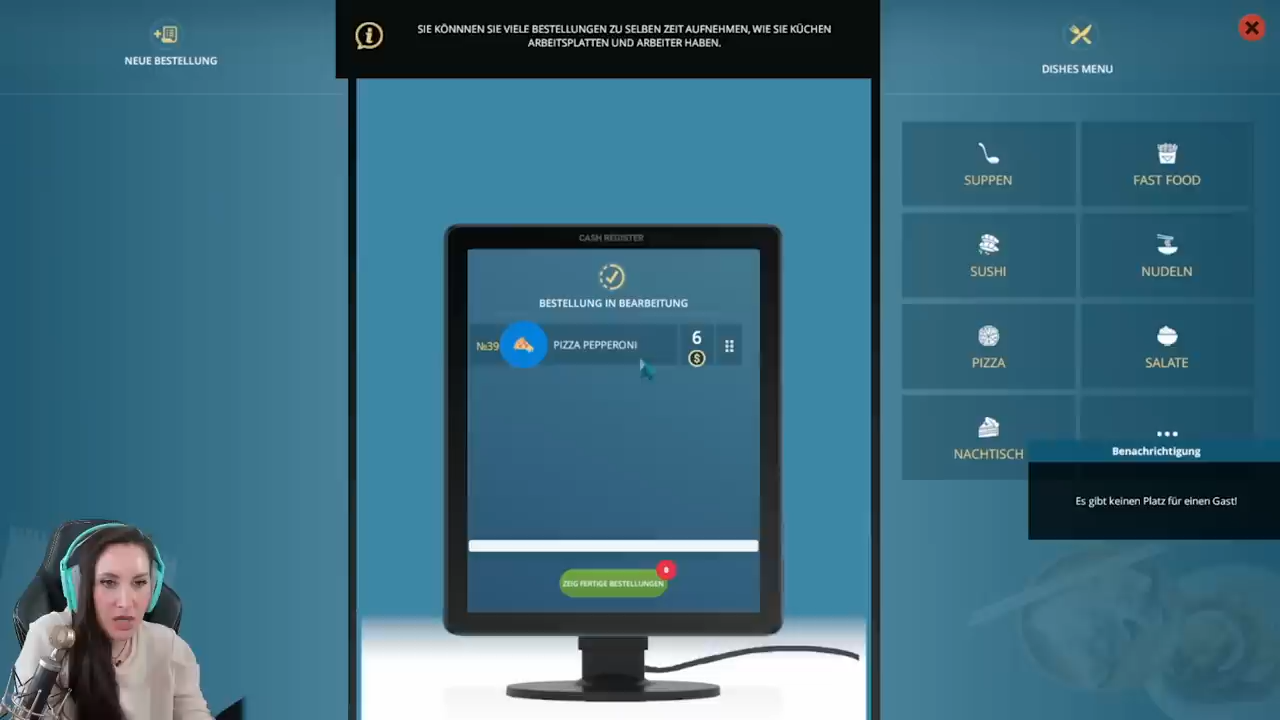 NEUE BESTELLUNG
SIE KÖNNNEN SIE VIELE BESTELLUNGEN ZU SELBEN ZEIT AUFNEHMEN, WIE SIE KÜCHEN
ARBEITSPLATTEN UND ARBEITER HABEN.
DISHES MENU
CASH REGISTER
BESTELLUNG IN BEARBEITUNG
№39
PIZZA PEPPERONI
6
$
ZEIG FERTIGE BESTELLUNGEN
0
SUPPEN
FAST FOOD
SUSHI
NUDELN
PIZZA
SALATE
NACHTISCH
Benachrichtigung
Es gibt keinen Platz für einen Gast!